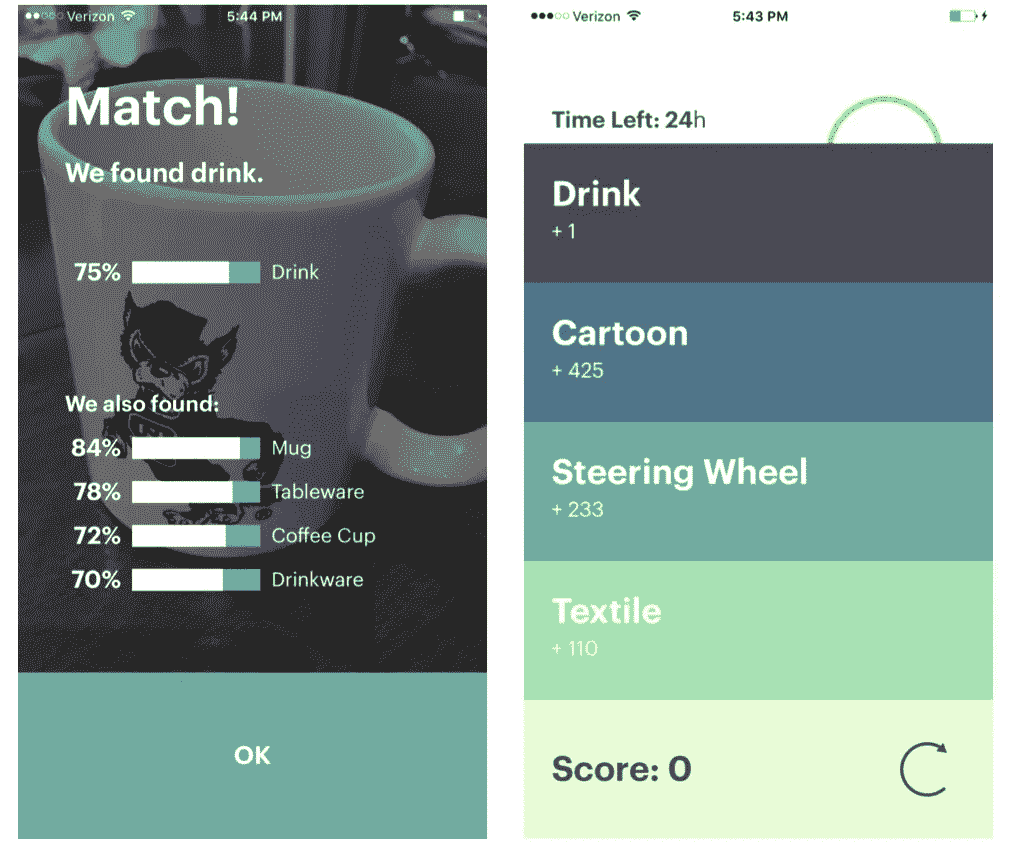 Verizon 5:44 PM
Match!
We found drink.
75% Drink
We also found:
84% Mug
78% Tableware
72% Coffee Cup
70% Drinkware
OK
Verizon 5:43 PM
Time Left: 24h
Drink
+ 1
Cartoon
+ 425
Steering Wheel
+ 233
Textile
+ 110
Score: 0